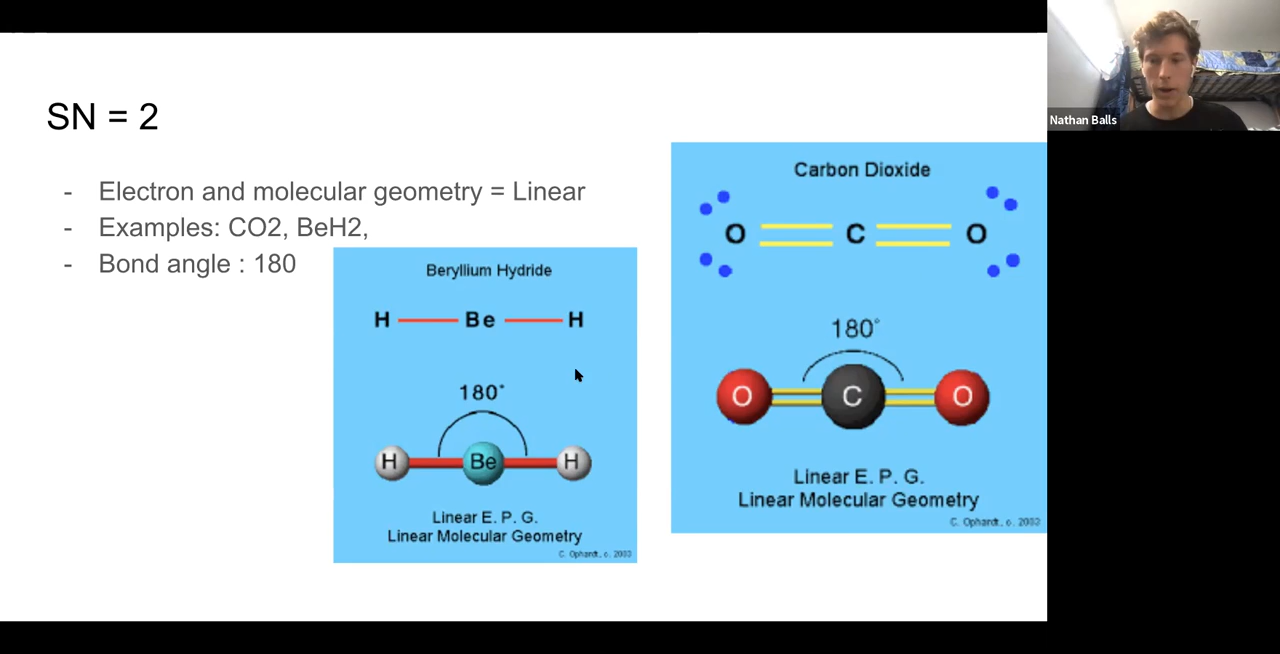 SN = 2
- Electron and molecular geometry = Linear
- Examples: CO2, BeH2,
- Bond angle : 180
Beryllium Hydride
H Be H
180°
H Be H
Linear E. P. G.
Linear Molecular Geometry
C. Ophardt, c. 2003
Carbon Dioxide
O C O
180°
O C O
Linear E. P. G.
Linear Molecular Geometry
C. Ophardt, c. 2003
Nathan Balls